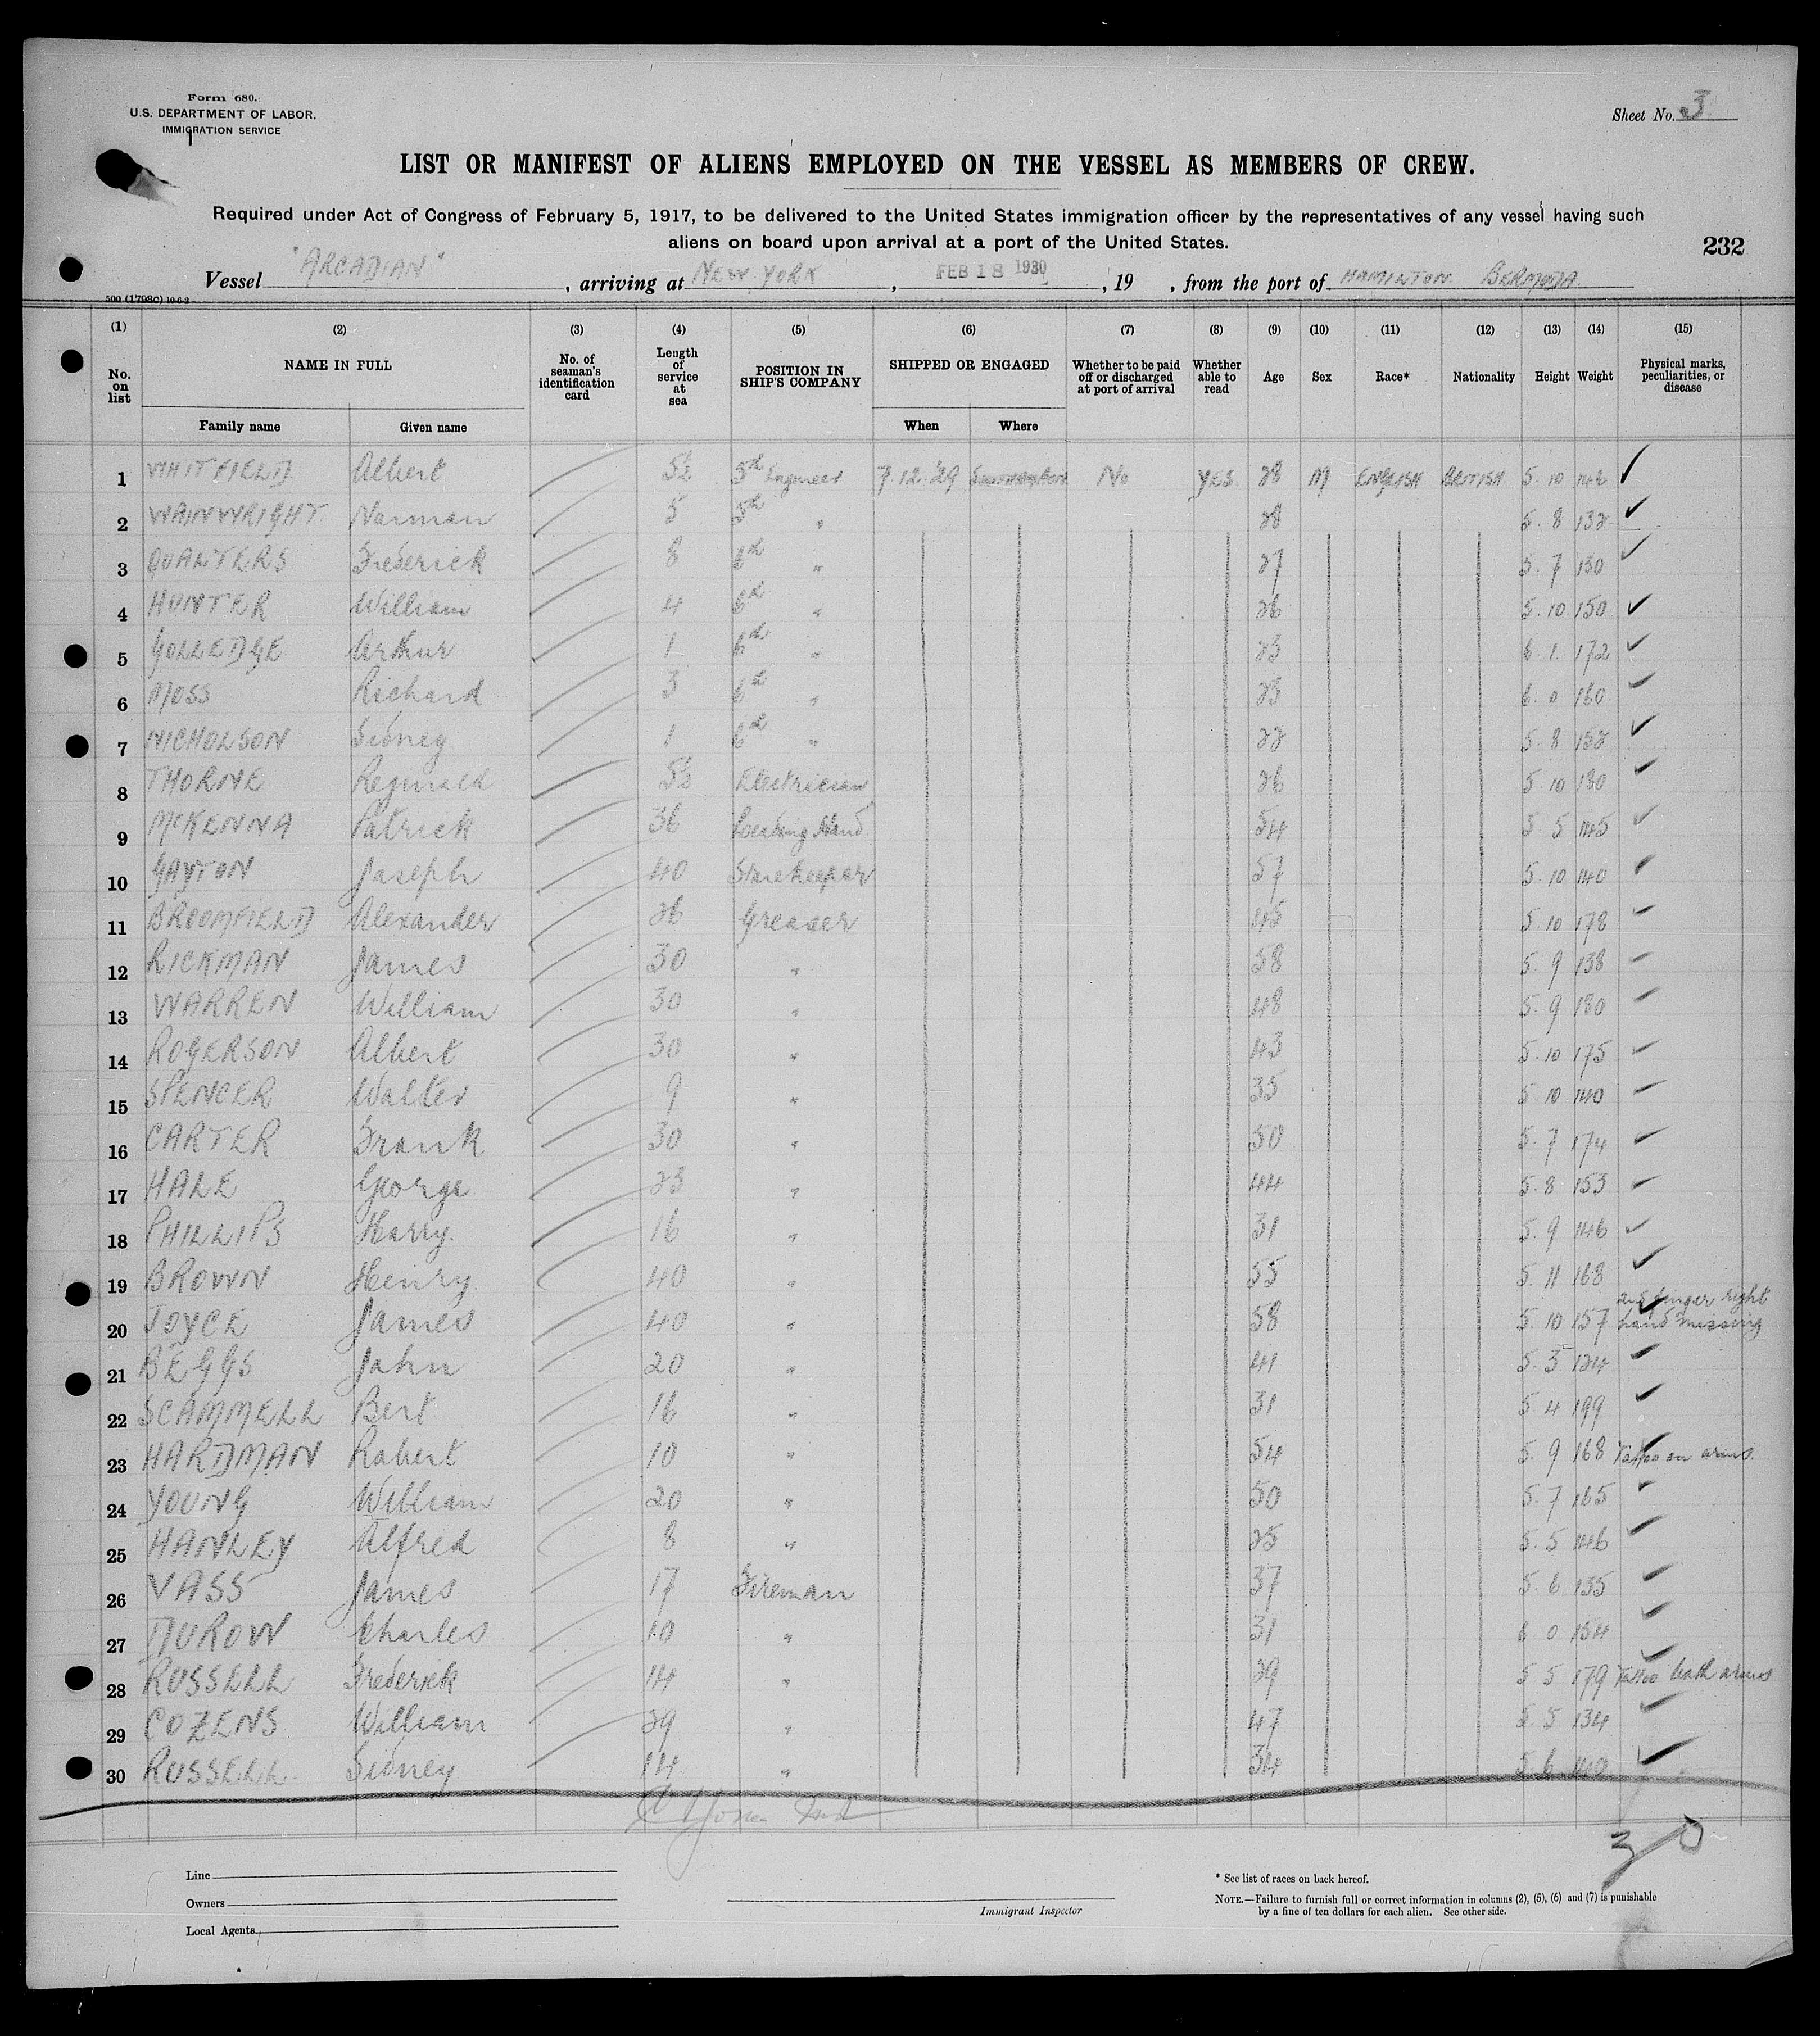 Form 680.
U.S. DEPARTMENT OF LABOR.
IMMIGRATION SERVICE
Sheet No. 3
LIST OR MANIFEST OF ALIENS EMPLOYED ON THE VESSEL AS MEMBERS OF CREW.
Required under Act of Congress of February 5, 1917, to be delivered to the United States immigration officer by the representatives of any vessel having such
aliens on board upon arrival at a port of the United States.
232
Vessel "ARCADIAN", arriving at NEW YORK, FEB 18 1930, 19 , from the port of HAMINTON BERMUDA
500 (1798C) 10-6-2
(1) (2) (3) (4) (5) (6) (7) (8) (9) (10) (11) (12) (13) (14) (15)
No. on list NAME IN FULL No. of seaman's identification card Length of service at sea POSITION IN SHIP'S COMPANY SHIPPED OR ENGAGED Whether to be paid off or discharged at port of arrival Whether able to read Age Sex Race* Nationality Height Weight Physical marks, peculiarities, or disease
Family name Given name When Where
1 WHITFIELD Albert 5½ 5th Engineer 7.12.29 Southampton No YES 28 M ENGLISH BRITISH 5.10 146
2 WAINWRIGHT Norman 5 5th " 28 5.8 132
3 QUALTERS Frederick 8 6th " 27 5.7 130
4 HUNTER William 4 6th " 26 5.10 150
5 GOLLEDGE Arthur 1 6th " 23 6.1 172
6 MOSS Richard 3 6th " 23 6.0 160
7 NICHOLSON Sidney 1 6th " 22 5.8 152
8 THORNE Reginald 5½ Electrician 26 5.10 180
9 McKENNA Patrick 36 Leading Hand 54 5 5 145
10 GAYTON Joseph 40 Storekeeper 57 5.10 140
11 BROOMFIELD Alexander 26 Greaser 45 5.10 178
12 RICKMAN James 30 " 58 5.9 138
13 WARREN William 30 " 48 5.9 180
14 ROGERSON Albert 30 " 43 5.10 175
15 SPENCER Walter 9 " 35 5 10 140
16 CARTER Frank 30 " 50 5.7 174
17 HALE George 23 " 44 5.8 153
18 PHILLIPS Harry. 16 " 31 5.9 146
19 BROWN Henry 40 " 55 5.11 168
20 JOYCE James 40 " 58 5.10 157 2nd finger right hand missing
21 BEGGS John 20 " 41 5.3 124
22 SCAMMELL Bert 16 " 31 5 4 199
23 HARDMAN Robert 10 " 54 5.9 168 Tattoo on arms.
24 YOUNG William 20 " 50 5.7 165
25 HANLEY Alfred 8 " 25 5.5 146
26 VASS James 17 Fireman 37 5.6 135
27 DUROW Charles 10 " 31 6 0 154
28 RUSSELL Frederick 14 " 29 5 5 179 Tattoo both arms
29 COZENS William 29 " 47 5.5 134
30 RUSSELL Sidney 14 " 34 5.6 140
30
Line
Owners
Local Agents
Immigrant Inspector
* See list of races on back hereof.
NOTE.—Failure to furnish full or correct information in columns (2), (5), (6) and (7) is punishable
by a fine of ten dollars for each alien. See other side.